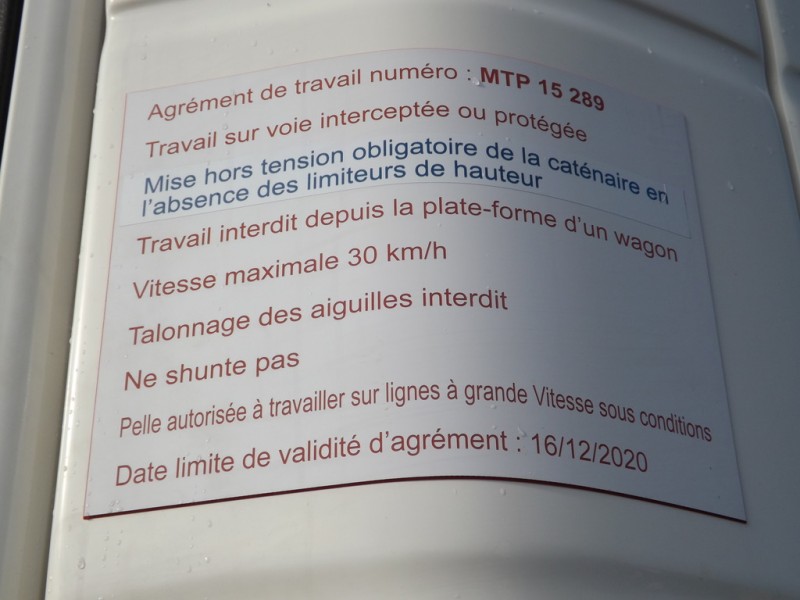 Agrément de travail numéro : MTP 15 289
Travail sur voie interceptée ou protégée
Mise hors tension obligatoire de la caténaire en
l'absence des limiteurs de hauteur
Travail interdit depuis la plate-forme d'un wagon
Vitesse maximale 30 km/h
Talonnage des aiguilles interdit
Ne shunte pas
Pelle autorisée à travailler sur lignes à grande Vitesse sous conditions
Date limite de validité d'agrément : 16/12/2020